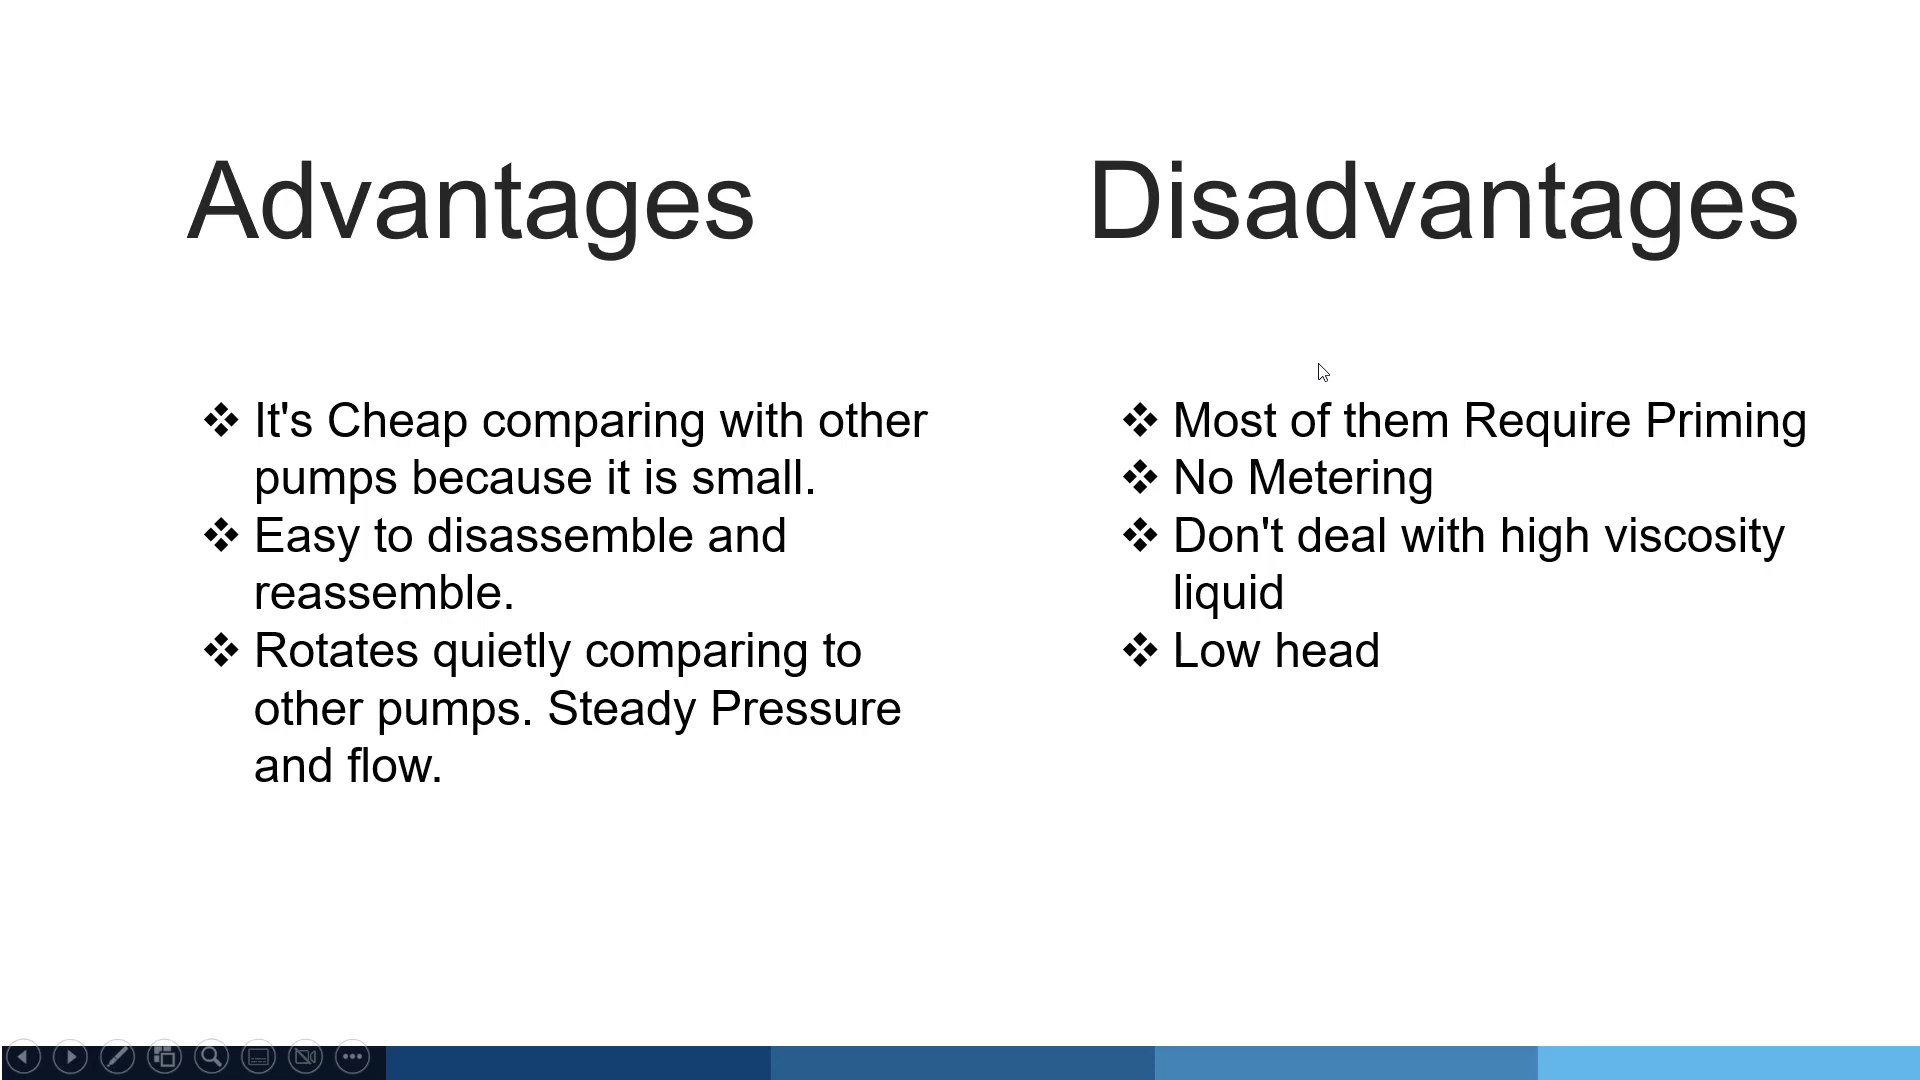 Advantages
It's Cheap comparing with other
pumps because it is small.
Easy to disassemble and
reassemble.
Rotates quietly comparing to
other pumps. Steady Pressure
and flow.
Disadvantages
Most of them Require Priming
No Metering
Don't deal with high viscosity
liquid
Low head